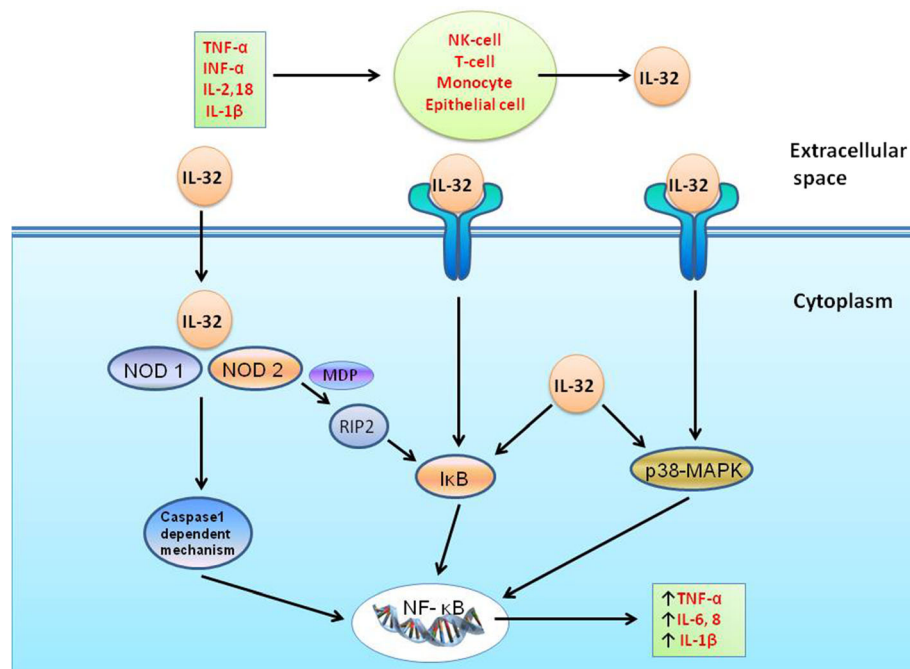 TNF-α
INF-α
IL-2,18
IL-1β
NK-cell
T-cell
Monocyte
Epithelial cell
IL-32
Extracellular
space
IL-32
IL-32
IL-32
Cytoplasm
IL-32
NOD 1
NOD 2
MDP
RIP2
IL-32
IκB
p38-MAPK
Caspase1
dependent
mechanism
NF- κB
↑TNF-α
↑IL-6, 8
↑ IL-1β